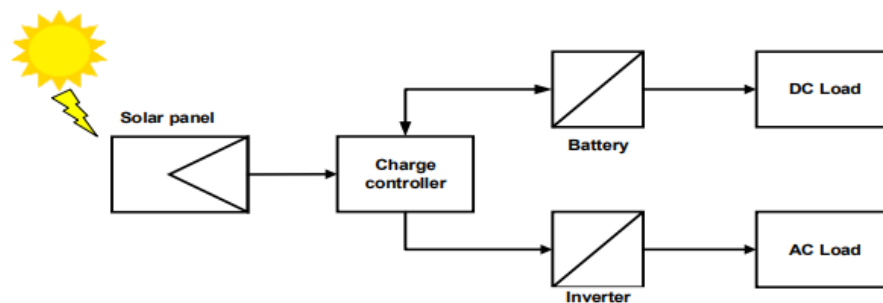 Solar panel
Charge
controller
Battery
DC Load
Inverter
AC Load